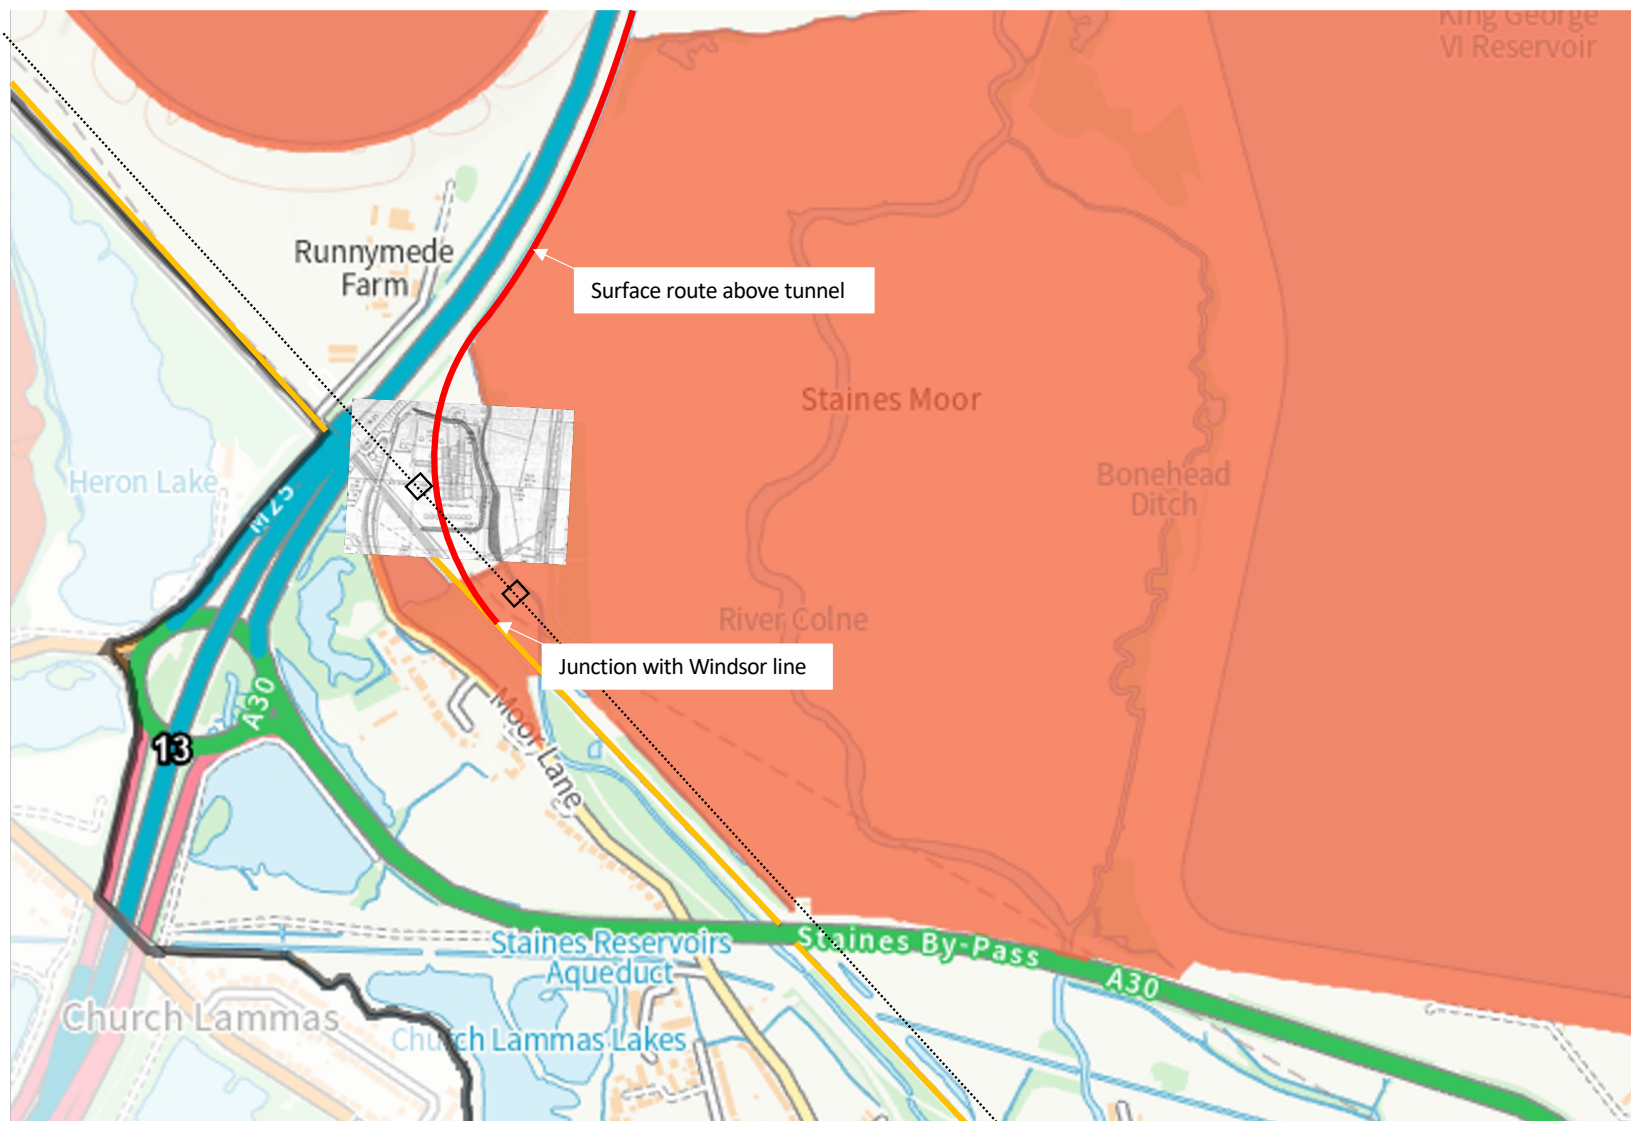 King George
VI Reservoir
Runnymede
Farm
Surface route above tunnel
Staines Moor
Heron Lake
M25
Bonehead
Ditch
River Colne
Junction with Windsor line
A30
Moor Lane
13
Staines Reservoirs
Aqueduct
Staines By-Pass
A30
Church Lammas
Church Lammas Lakes